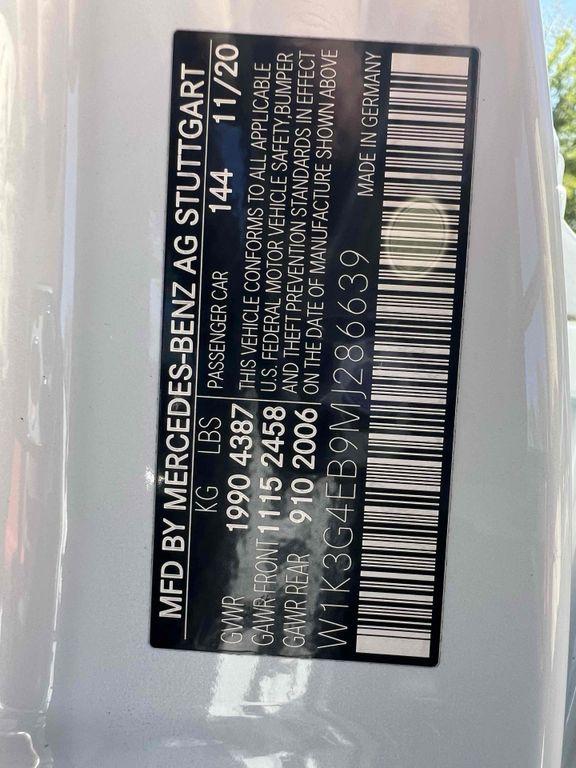 MFD BY MERCEDES-BENZ AG STUTTGART
KG LBS PASSENGER CAR 144 11/20
GVWR 1990 4387 THIS VEHICLE CONFORMS TO ALL APPLICABLE
GAWR FRONT 1115 2458 U.S. FEDERAL MOTOR VEHICLE SAFETY, BUMPER
GAWR REAR 910 2006 AND THEFT PREVENTION STANDARDS IN EFFECT
ON THE DATE OF MANUFACTURE SHOWN ABOVE
W1K3G4EB9MJ286639 MADE IN GERMANY